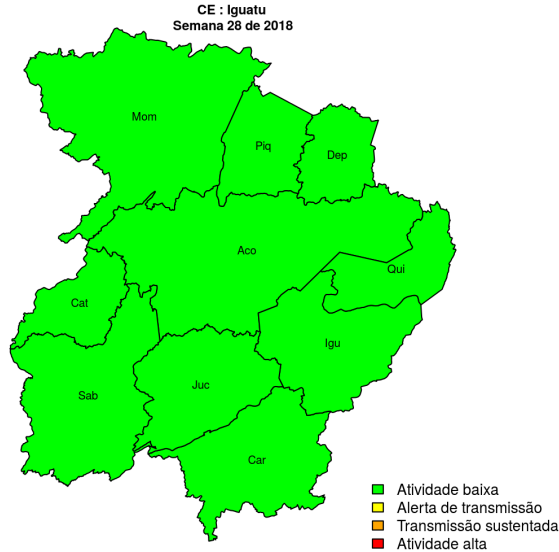 CE : Iguatu
Semana 28 de 2018
Mom
Piq
Dep
Aco
Qui
Cat
Igu
Juc
Sab
Car
Atividade baixa
Alerta de transmissão
Transmissão sustentada
Atividade alta